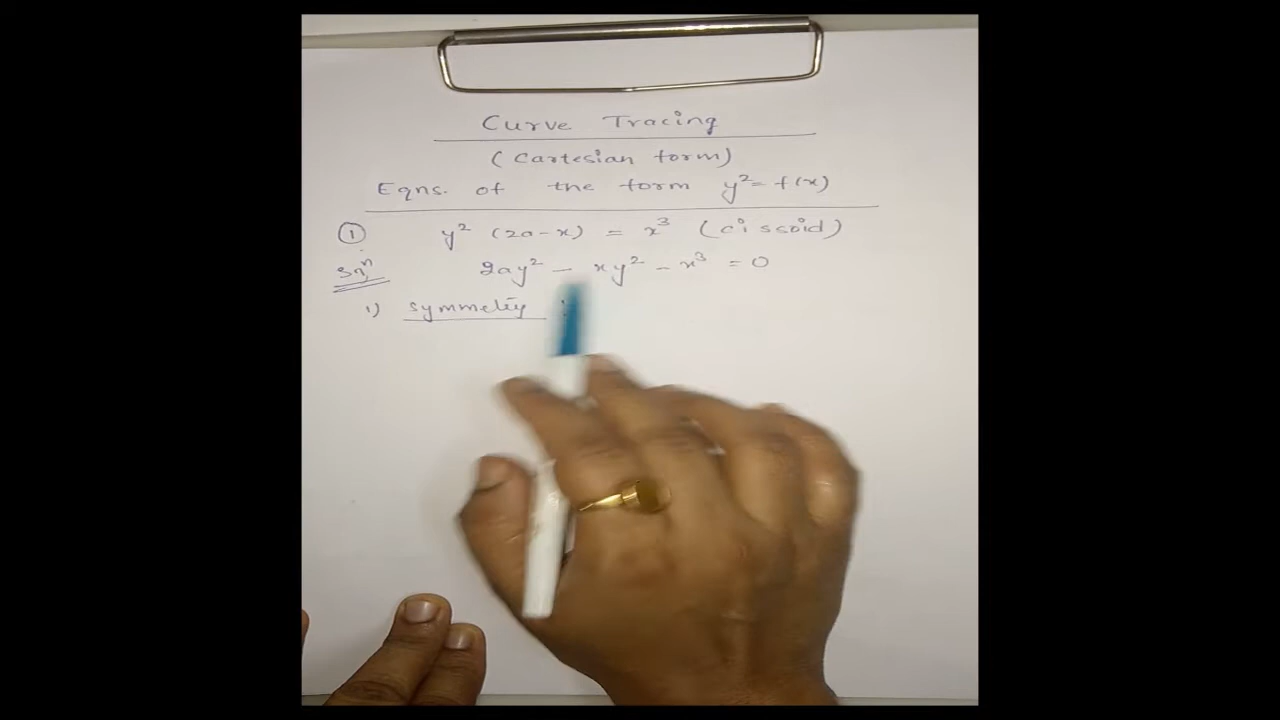 Curve Tracing
(Cartesian form)
Eqns. of the form y² = f(x)
① y² (2a-x) = x³ (cissoid)
Solⁿ 2ay² - xy² - x³ = 0
1) Symmetry :